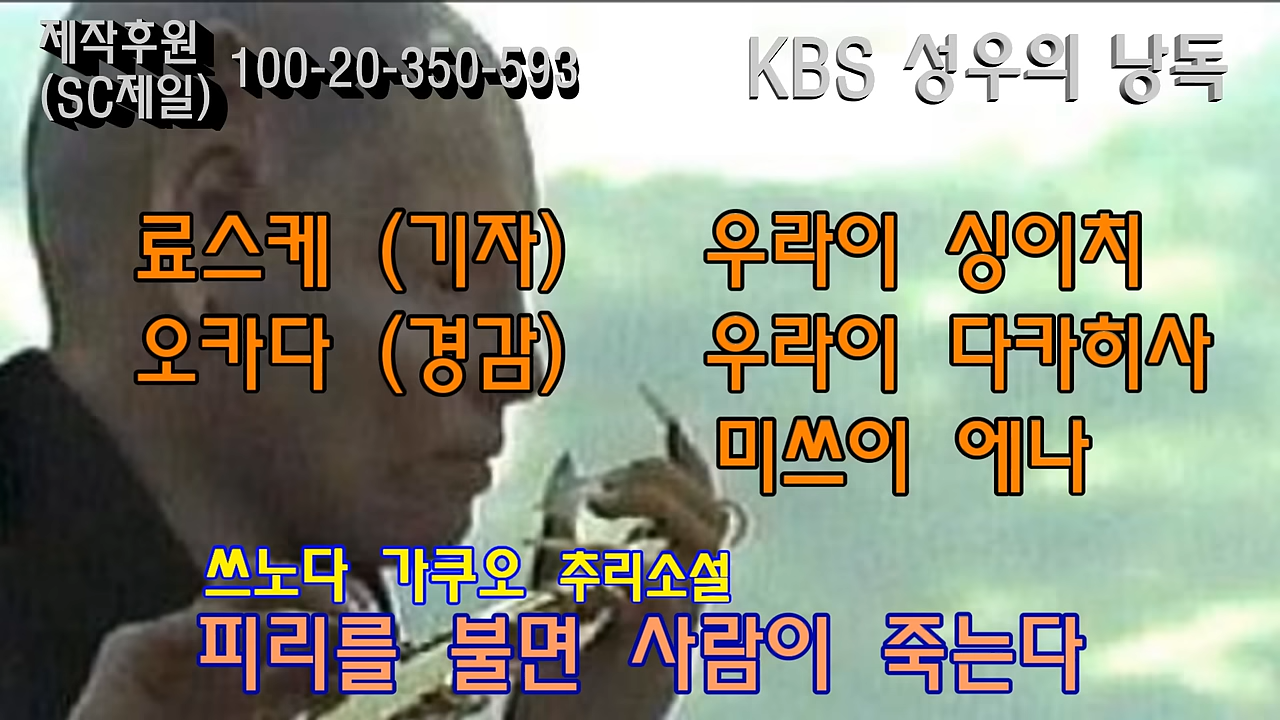 제작후원
(SC제일)
100-20-350-593
KBS 성우의 낭독
료스케 (기자)
우라이 싱이치
오카다 (경감)
우라이 다카히사
미쓰이 에나
쓰노다 가쿠오 추리소설
피리를 불면 사람이 죽는다